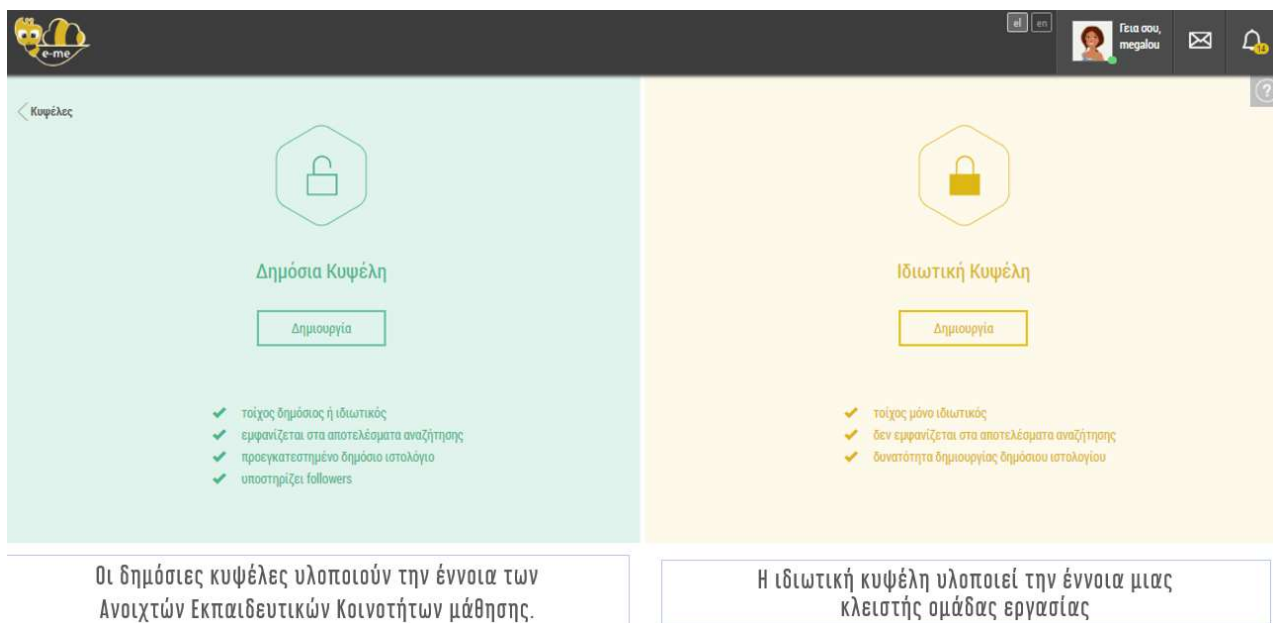 e-me
el en
Γεια σου,
megalou
14
?
Κυψέλες
Δημόσια Κυψέλη
Δημιουργία
τοίχος δημόσιος ή ιδιωτικός
εμφανίζεται στα αποτελέσματα αναζήτησης
προεγκατεστημένο δημόσιο ιστολόγιο
υποστηρίζει followers
Ιδιωτική Κυψέλη
Δημιουργία
τοίχος μόνο ιδιωτικός
δεν εμφανίζεται στα αποτελέσματα αναζήτησης
δυνατότητα δημιουργίας δημόσιου ιστολογίου
Οι δημόσιες κυψέλες υλοποιούν την έννοια των
Ανοιχτών Εκπαιδευτικών Κοινοτήτων μάθησης.
Η ιδιωτική κυψέλη υλοποιεί την έννοια μιας
κλειστής ομάδας εργασίας